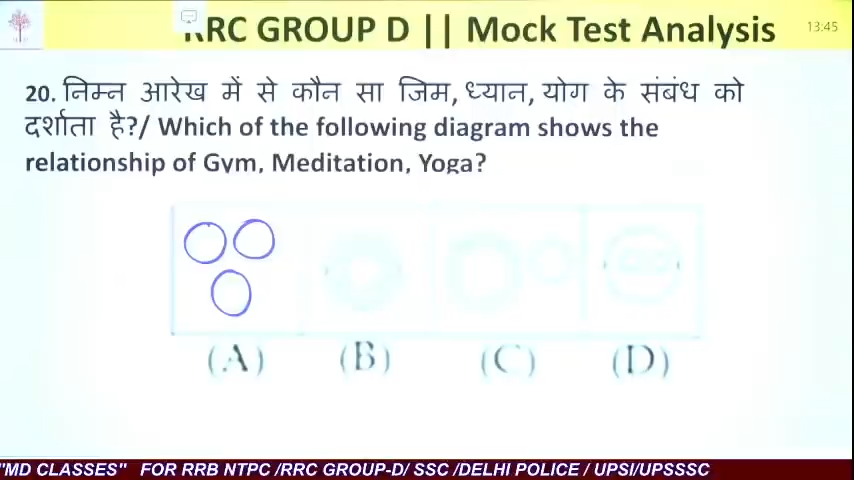 RRC GROUP D || Mock Test Analysis
13:45
20. निम्न आरेख में से कौन सा जिम, ध्यान, योग के संबंध को
दर्शाता है?/ Which of the following diagram shows the
relationship of Gym, Meditation, Yoga?
(A) (B) (C) (D)
"MD CLASSES" FOR RRB NTPC /RRC GROUP-D/ SSC /DELHI POLICE / UPSI/UPSSSC